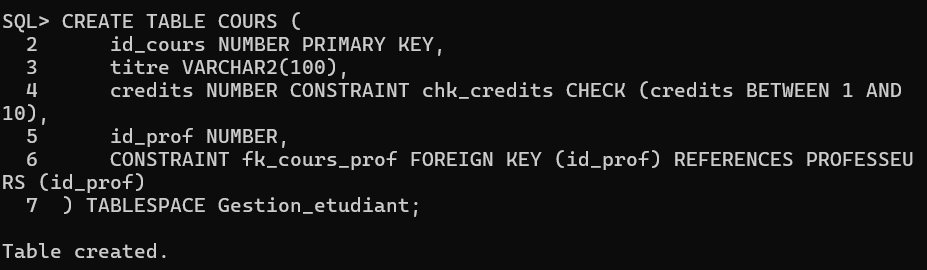 SQL> CREATE TABLE COURS (
  2      id_cours NUMBER PRIMARY KEY,
  3      titre VARCHAR2(100),
  4      credits NUMBER CONSTRAINT chk_credits CHECK (credits BETWEEN 1 AND
10),
  5      id_prof NUMBER,
  6      CONSTRAINT fk_cours_prof FOREIGN KEY (id_prof) REFERENCES PROFESSEU
RS (id_prof)
  7  ) TABLESPACE Gestion_etudiant;
Table created.